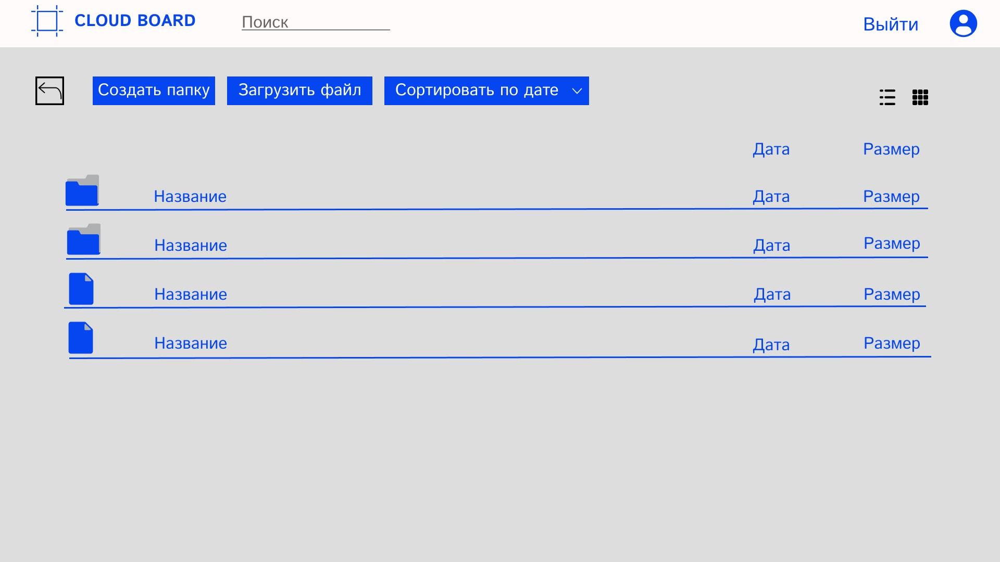 CLOUD BOARD
Поиск
Выйти
Создать папку
Загрузить файл
Сортировать по дате
Дата Размер
Название Дата Размер
Название Дата Размер
Название Дата Размер
Название Дата Размер